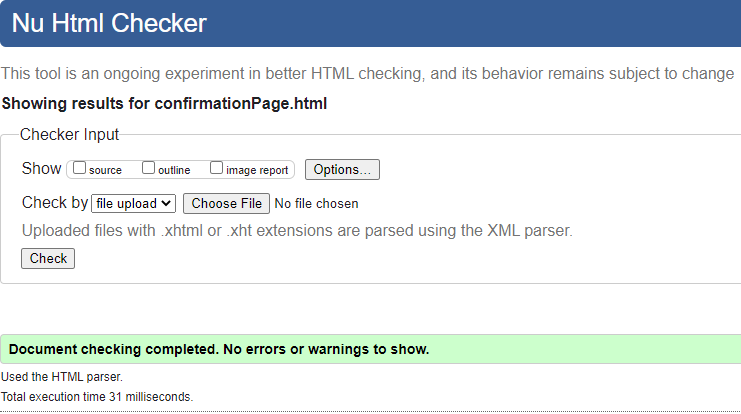 Nu Html Checker
This tool is an ongoing experiment in better HTML checking, and its behavior remains subject to change
Showing results for confirmationPage.html
Checker Input
Show source outline image report Options...
Check by file upload Choose File No file chosen
Uploaded files with .xhtml or .xht extensions are parsed using the XML parser.
Check
Document checking completed. No errors or warnings to show.
Used the HTML parser.
Total execution time 31 milliseconds.